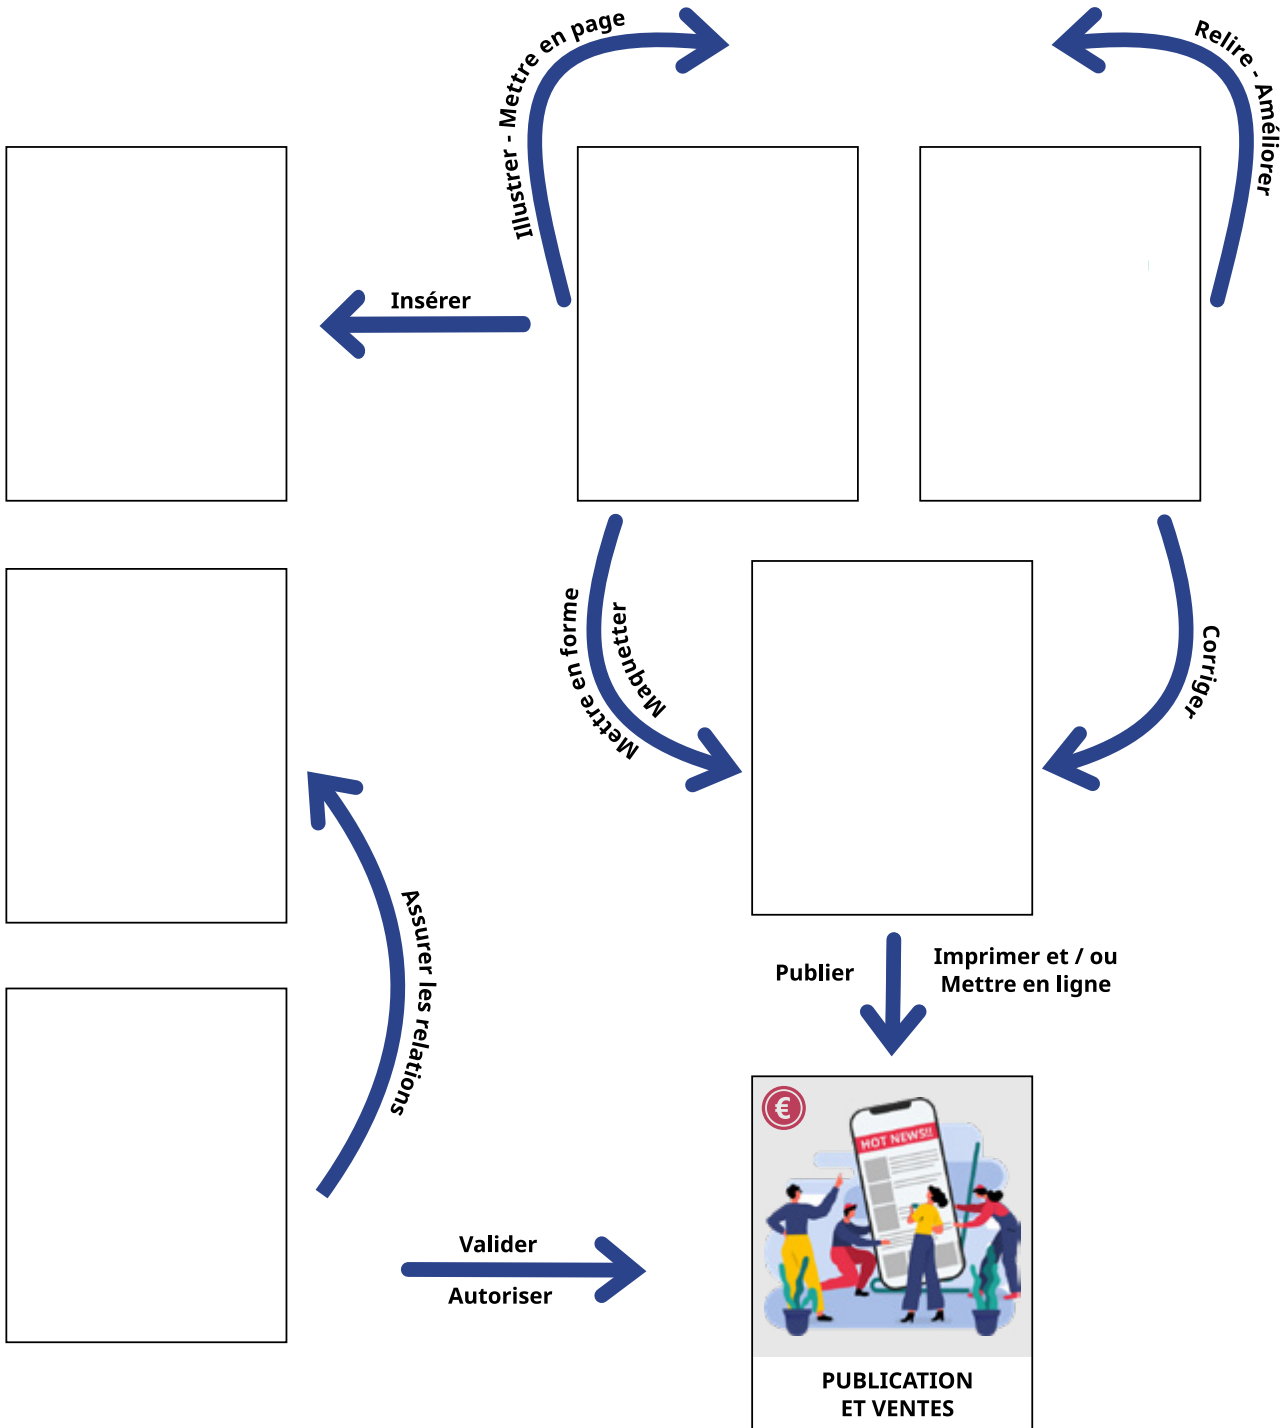 Illustrer - Mettre en page
Relire - Améliorer
Insérer
Mettre en forme
Maquetter
Corriger
Assurer les relations
Publier
Imprimer et / ou
Mettre en ligne
€
HOT NEWS!!
Valider
Autoriser
PUBLICATION
ET VENTES